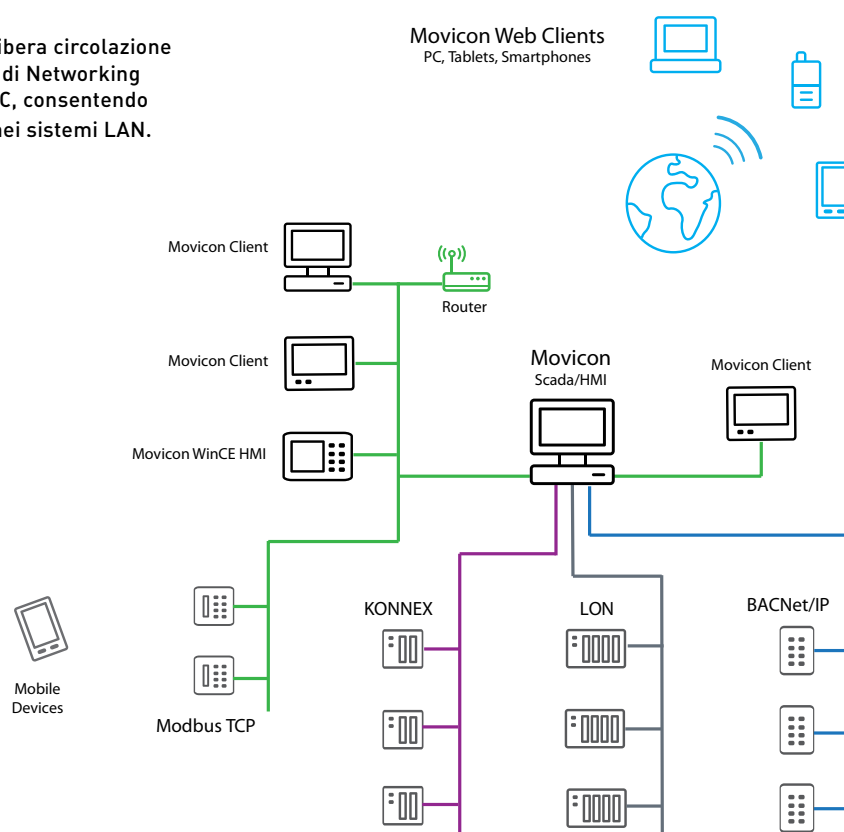 ibera circolazione
di Networking
C, consentendo
nei sistemi LAN.
Movicon Web Clients
PC, Tablets, Smartphones
Movicon Client
Router
Movicon Client
Movicon
Scada/HMI
Movicon Client
Movicon WinCE HMI
KONNEX
LON
BACNet/IP
Mobile
Devices
Modbus TCP